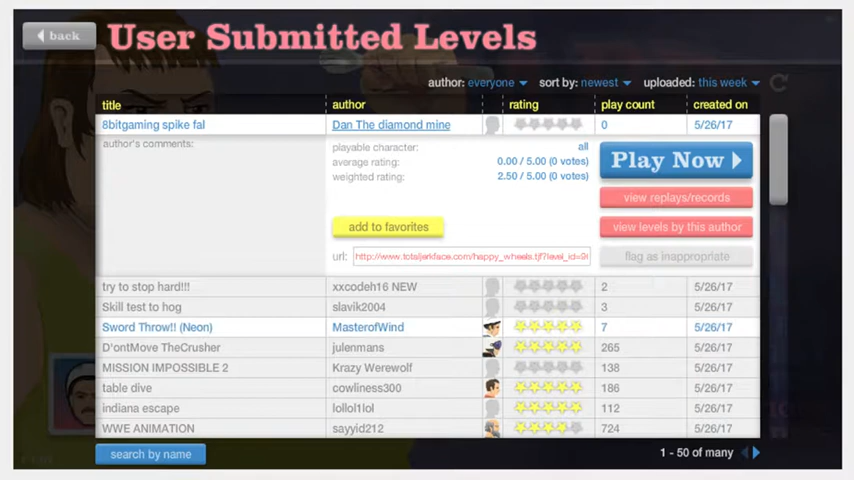 back
User Submitted Levels
author: everyone sort by: newest uploaded: this week
title author rating play count created on
8bitgaming spike fal Dan The diamond mine 0 5/26/17
author's comments:
playable character: all
average rating: 0.00 / 5.00 (0 votes)
weighted rating: 2.50 / 5.00 (0 votes)
Play Now
view replays/records
add to favorites
view levels by this author
url: http://www.totaljerkface.com/happy_wheels.tjf?level_id=9
flag as inappropriate
try to stop hard!!! xxcodeh16 NEW 2 5/26/17
Skill test to hog slavik2004 3 5/26/17
Sword Throw!! (Neon) MasterofWind 7 5/26/17
D'ontMove TheCrusher julenmans 265 5/26/17
MISSION IMPOSSIBLE 2 Krazy Werewolf 138 5/26/17
table dive cowliness300 186 5/26/17
indiana escape lollol1lol 112 5/26/17
WWE ANIMATION sayyid212 724 5/26/17
search by name
1 - 50 of many